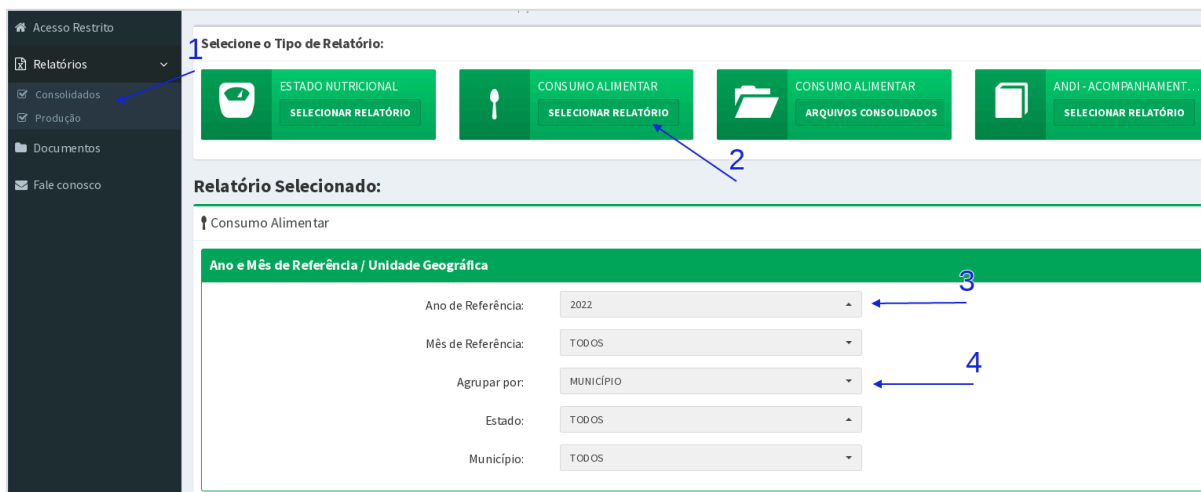 Acesso Restrito
Relatórios
Consolidados
Produção
Documentos
Fale conosco
1
Selecione o Tipo de Relatório:
ESTADO NUTRICIONAL
SELECIONAR RELATÓRIO
CONSUMO ALIMENTAR
SELECIONAR RELATÓRIO
CONSUMO ALIMENTAR
ARQUIVOS CONSOLIDADOS
ANDI - ACOMPANHAMENT...
SELECIONAR RELATÓRIO
2
Relatório Selecionado:
Consumo Alimentar
Ano e Mês de Referência / Unidade Geográfica
3
Ano de Referência: 2022
Mês de Referência: TODOS
4
Agrupar por: MUNICÍPIO
Estado: TODOS
Município: TODOS